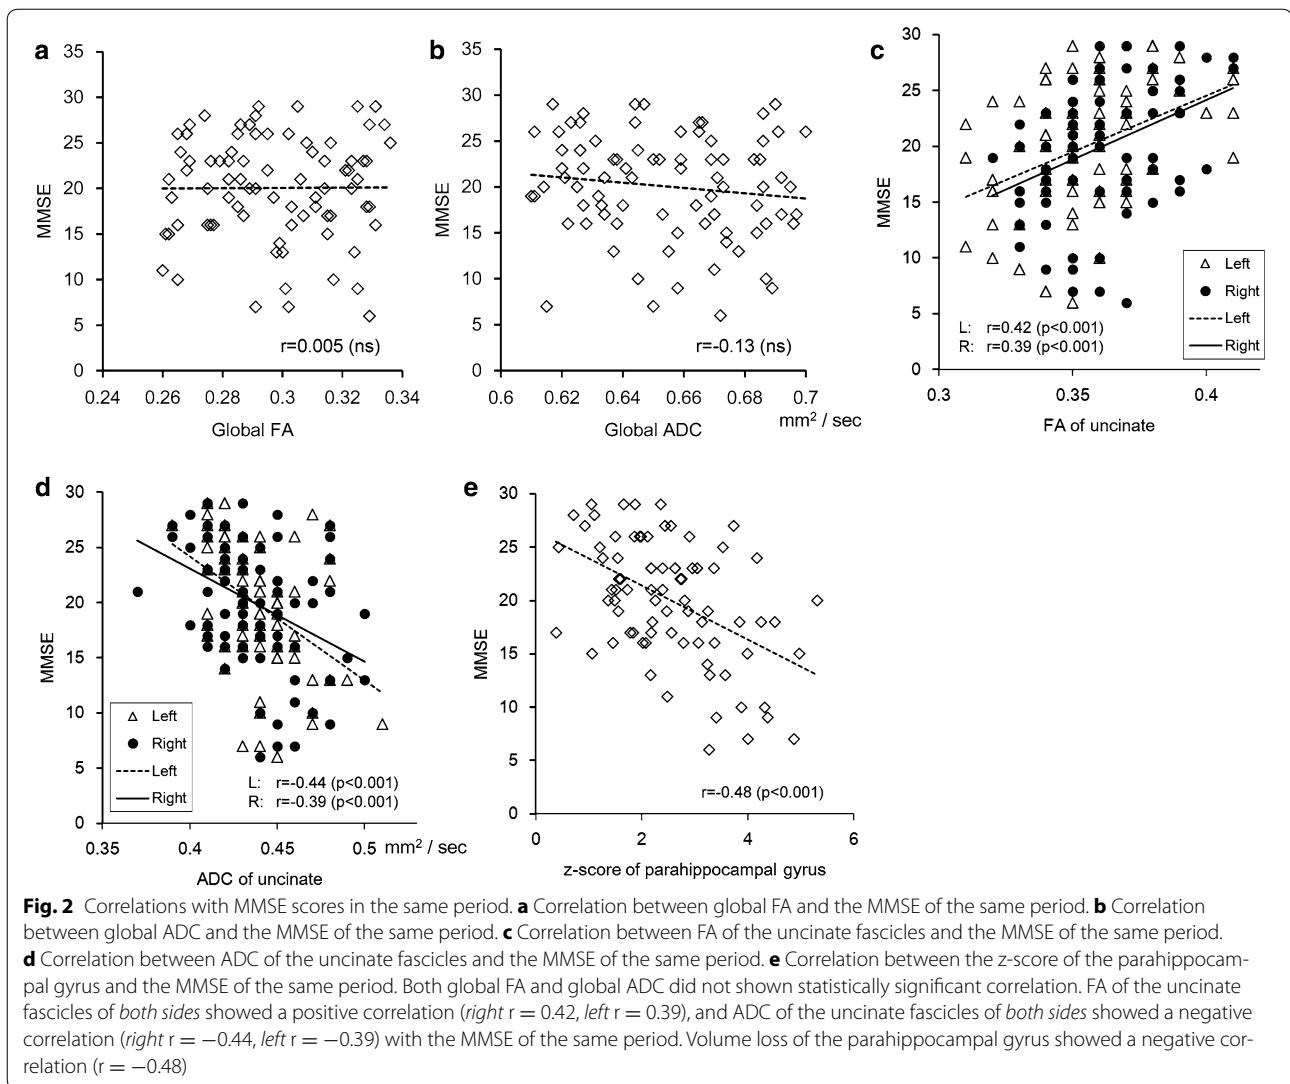 a
35
30
25
20
15
10
5
0
MMSE
r=0.005 (ns)
0.24 0.26 0.28 0.3 0.32 0.34
Global FA
b
35
30
25
20
15
10
5
0
MMSE
r=-0.13 (ns)
0.6 0.62 0.64 0.66 0.68 0.7
mm² / sec
Global ADC
c
30
25
20
15
10
5
0
MMSE
Left
Right
Left
Right
L: r=0.42 (p<0.001)
R: r=0.39 (p<0.001)
0.3 0.35 0.4
FA of uncinate
d
30
25
20
15
10
5
0
MMSE
Left
Right
Left
Right
L: r=-0.44 (p<0.001)
R: r=-0.39 (p<0.001)
0.35 0.4 0.45 0.5 mm² / sec
ADC of uncinate
e
30
25
20
15
10
5
0
MMSE
r=-0.48 (p<0.001)
0 2 4 6
z-score of parahippocampal gyrus
Fig. 2 Correlations with MMSE scores in the same period. a Correlation between global FA and the MMSE of the same period. b Correlation
between global ADC and the MMSE of the same period. c Correlation between FA of the uncinate fascicles and the MMSE of the same period.
d Correlation between ADC of the uncinate fascicles and the MMSE of the same period. e Correlation between the z-score of the parahippocam-
pal gyrus and the MMSE of the same period. Both global FA and global ADC did not shown statistically significant correlation. FA of the uncinate
fascicles of both sides showed a positive correlation (right r = 0.42, left r = 0.39), and ADC of the uncinate fascicles of both sides showed a negative
correlation (right r = −0.44, left r = −0.39) with the MMSE of the same period. Volume loss of the parahippocampal gyrus showed a negative cor-
relation (r = −0.48)